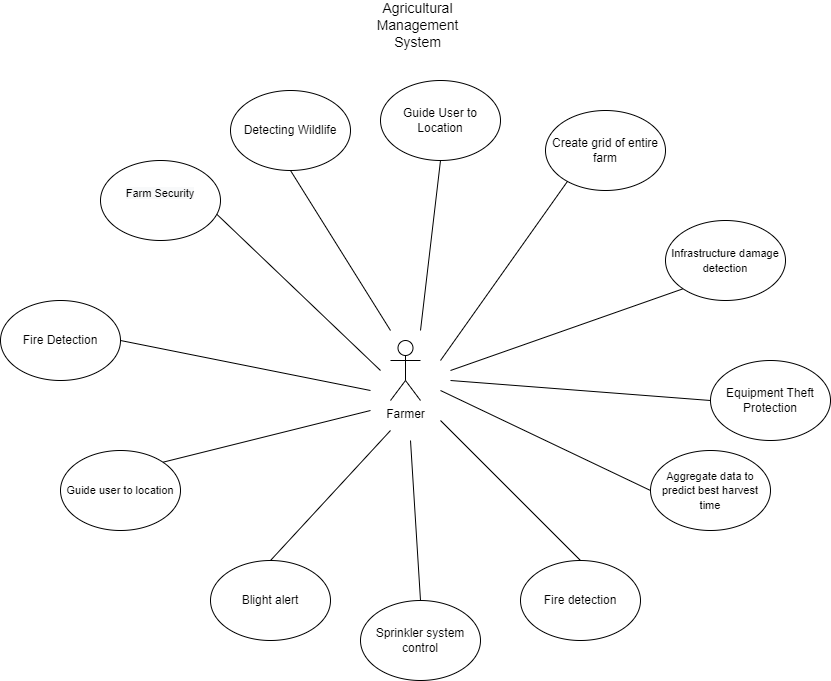 Agricultural
Management
System
Guide User to
Location
Detecting Wildlife
Create grid of entire
farm
Farm Security
Infrastructure damage
detection
Fire Detection
Equipment Theft
Protection
Farmer
Aggregate data to
predict best harvest
time
Guide user to location
Blight alert
Fire detection
Sprinkler system
control